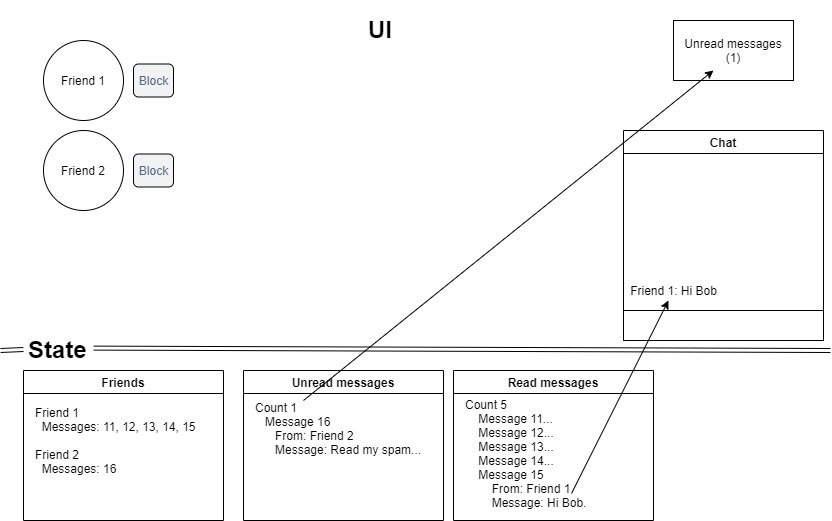 UI
Friend 1
Block
Friend 2
Block
Unread messages
(1)
Chat
Friend 1: Hi Bob
State
Friends
Friend 1
Messages: 11, 12, 13, 14, 15
Friend 2
Messages: 16
Unread messages
Count 1
Message 16
From: Friend 2
Message: Read my spam...
Read messages
Count 5
Message 11...
Message 12...
Message 13...
Message 14...
Message 15
From: Friend 1
Message: Hi Bob.